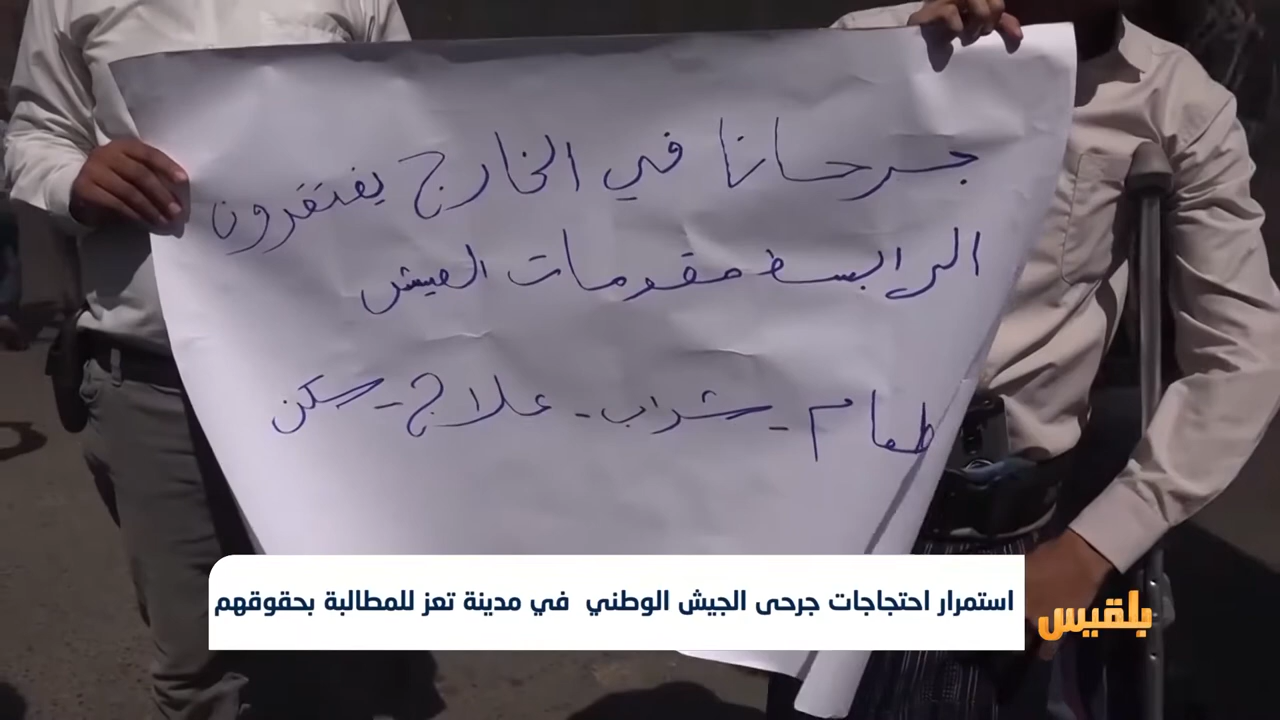 جرحانا في الخارج يفتقرون
الى ابسط مقومات العيش
طعام - شراب - علاج - سكن
استمرار احتجاجات جرحى الجيش الوطني في مدينة تعز للمطالبة بحقوقهم
بلقيس